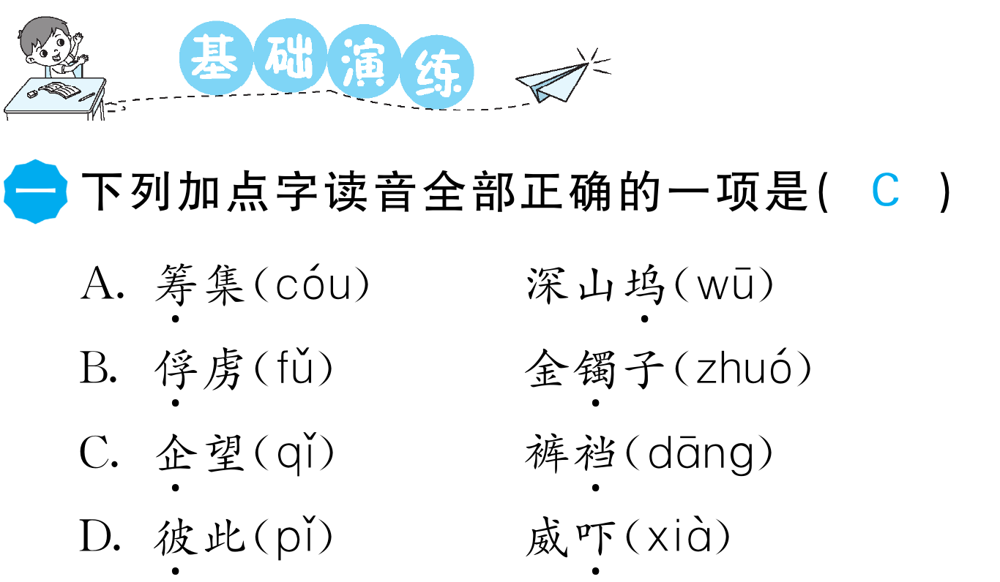 基础演练
一 下列加点字读音全部正确的一项是( C )
A. 筹集(cóu) 深山坞(wū)
B. 俘虏(fǔ) 金镯子(zhuó)
C. 企望(qǐ) 裤裆(dāng)
D. 彼此(pǐ) 威吓(xià)